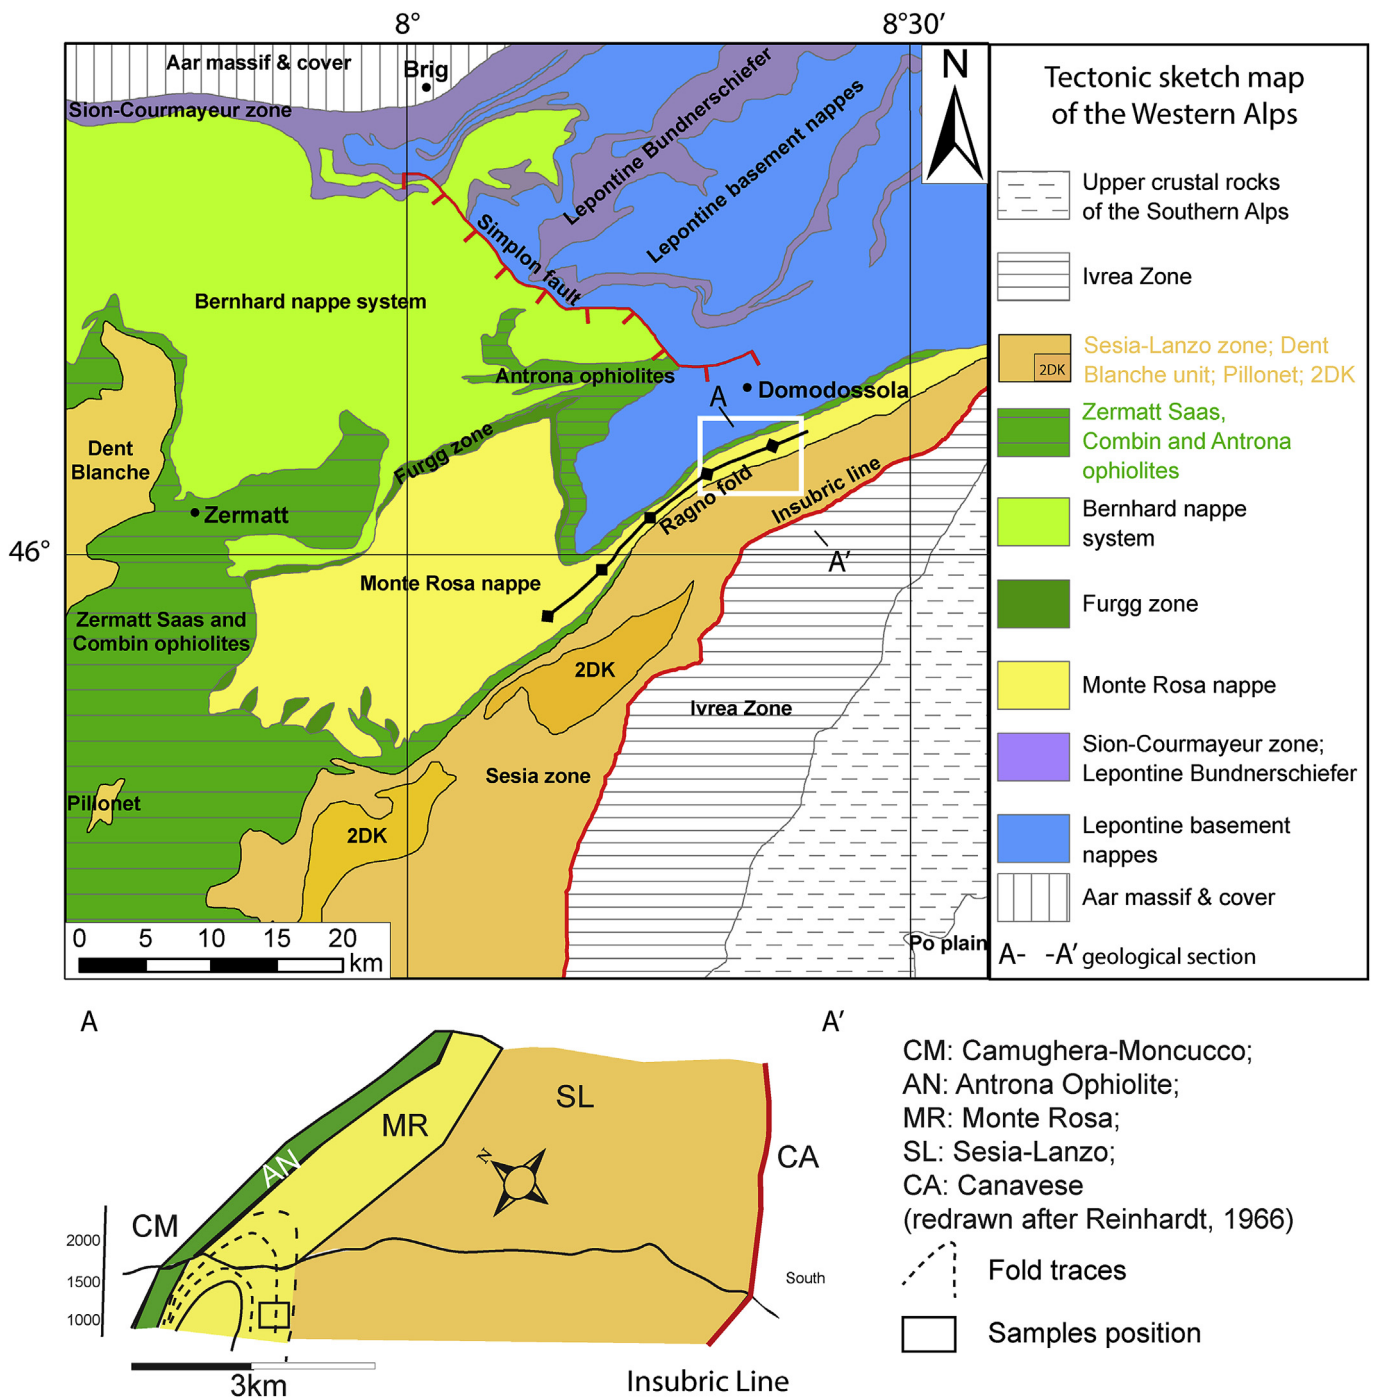 8°
8°30′
Aar massif & cover
Brig
Sion-Courmayeur zone
Lepontine Bundnerschiefer
Lepontine basement nappes
N
Simplon fault
Bernhard nappe system
Antrona ophiolites
Domodossola
A
Dent
Blanche
Furgg zone
Ragno fold
Insubric line
Zermatt
46°
A′
Monte Rosa nappe
Zermatt Saas and
Combin ophiolites
2DK
Ivrea Zone
Sesia zone
Pillonet
2DK
0 5 10 15 20
km
Po plain
Tectonic sketch map
of the Western Alps
Upper crustal rocks
of the Southern Alps
Ivrea Zone
2DK
Sesia-Lanzo zone; Dent
Blanche unit; Pillonet; 2DK
Zermatt Saas,
Combin and Antrona
ophiolites
Bernhard nappe
system
Furgg zone
Monte Rosa nappe
Sion-Courmayeur zone;
Lepontine Bundnerschiefer
Lepontine basement
nappes
Aar massif & cover
A- -A′ geological section
A
A′
SL
MR
AN
N
CA
CM
2000
1500
1000
South
3km
Insubric Line
CM: Camughera-Moncucco;
AN: Antrona Ophiolite;
MR: Monte Rosa;
SL: Sesia-Lanzo;
CA: Canavese
(redrawn after Reinhardt, 1966)
Fold traces
Samples position